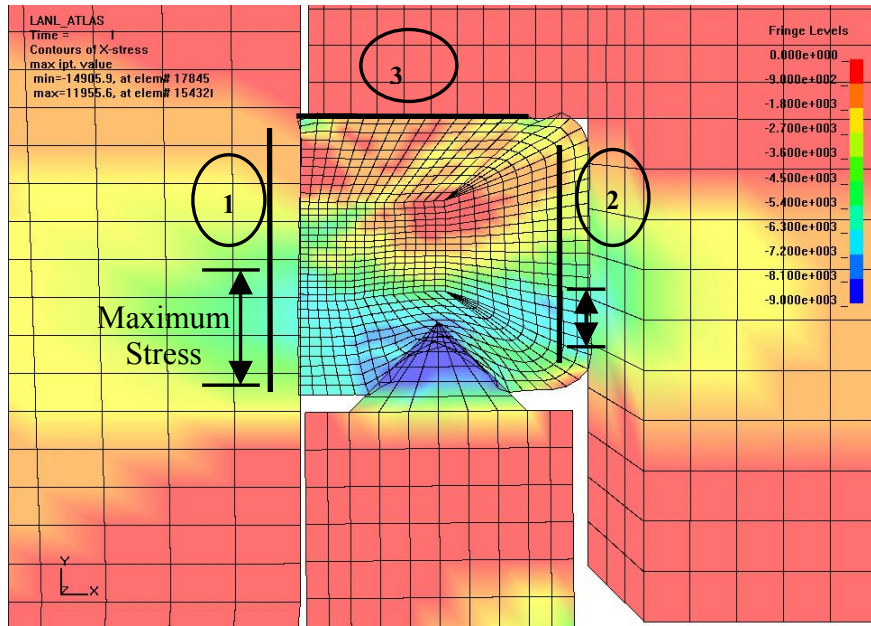 LANL_ATLAS
Time = I
Contours of X-stress
max ipt. value
min=-14905.9, at elem# 17845
max=11955.6, at elem# 154321
Fringe Levels
0.000e+000
-9.000e+002
-1.800e+003
-2.700e+003
-3.600e+003
-4.500e+003
-5.400e+003
-6.300e+003
-7.200e+003
-8.100e+003
-9.000e+003
3
1
2
Maximum
Stress
Y
Z X